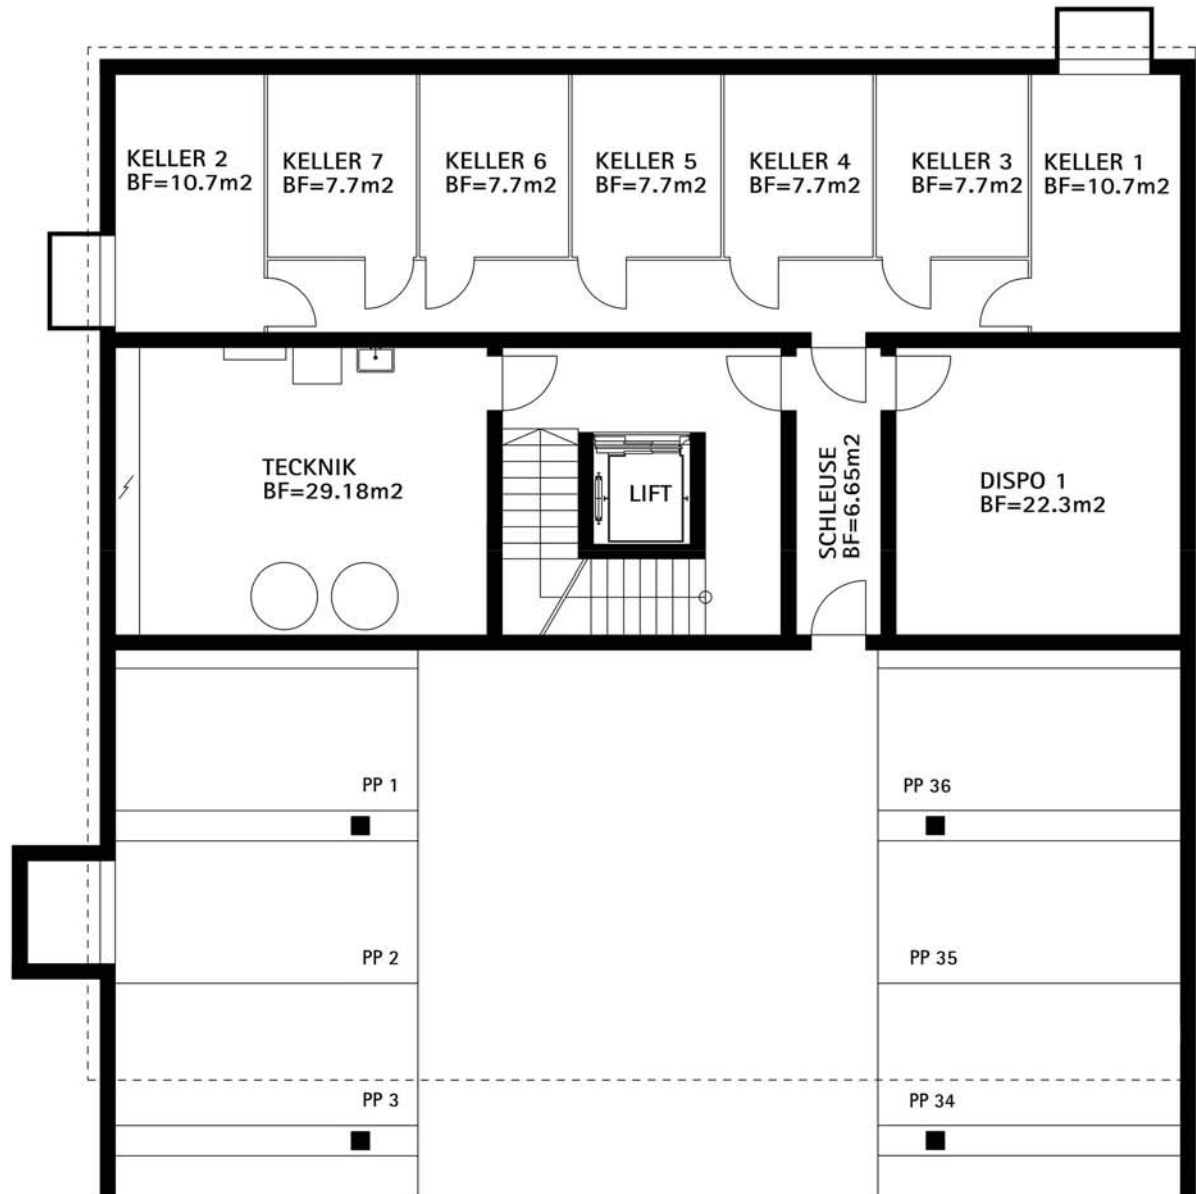 KELLER 2
BF=10.7m2
KELLER 7
BF=7.7m2
KELLER 6
BF=7.7m2
KELLER 5
BF=7.7m2
KELLER 4
BF=7.7m2
KELLER 3
BF=7.7m2
KELLER 1
BF=10.7m2
TECKNIK
BF=29.18m2
LIFT
SCHLEUSE
BF=6.65m2
DISPO 1
BF=22.3m2
PP 1
PP 36
PP 2
PP 35
PP 3
PP 34